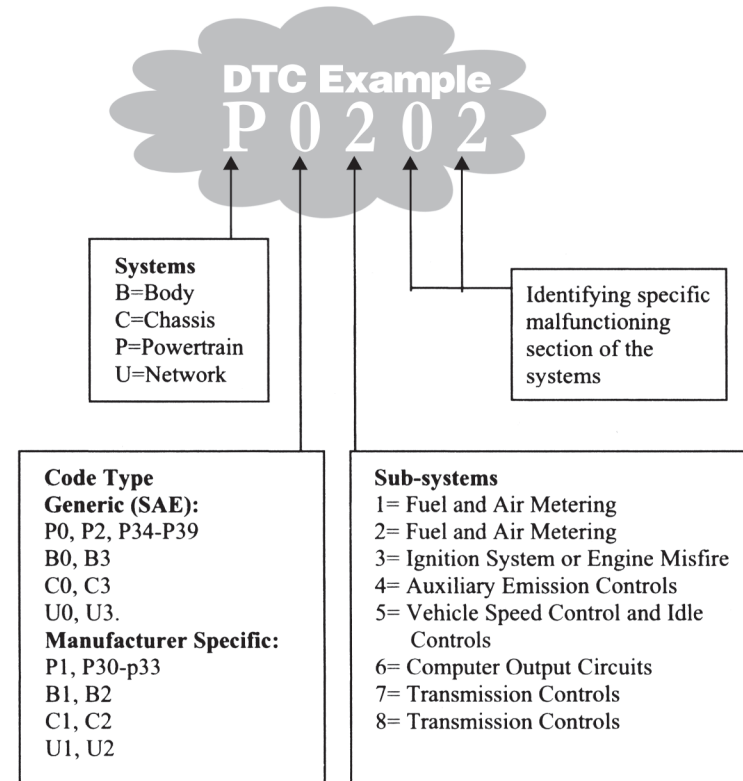 DTC Example
P0202
Systems
B=Body
C=Chassis
P=Powertrain
U=Network
Identifying specific
malfunctioning
section of the
systems
Code Type
Generic (SAE):
P0, P2, P34-P39
B0, B3
C0, C3
U0, U3.
Manufacturer Specific:
P1, P30-p33
B1, B2
C1, C2
U1, U2
Sub-systems
1= Fuel and Air Metering
2= Fuel and Air Metering
3= Ignition System or Engine Misfire
4= Auxiliary Emission Controls
5= Vehicle Speed Control and Idle
Controls
6= Computer Output Circuits
7= Transmission Controls
8= Transmission Controls